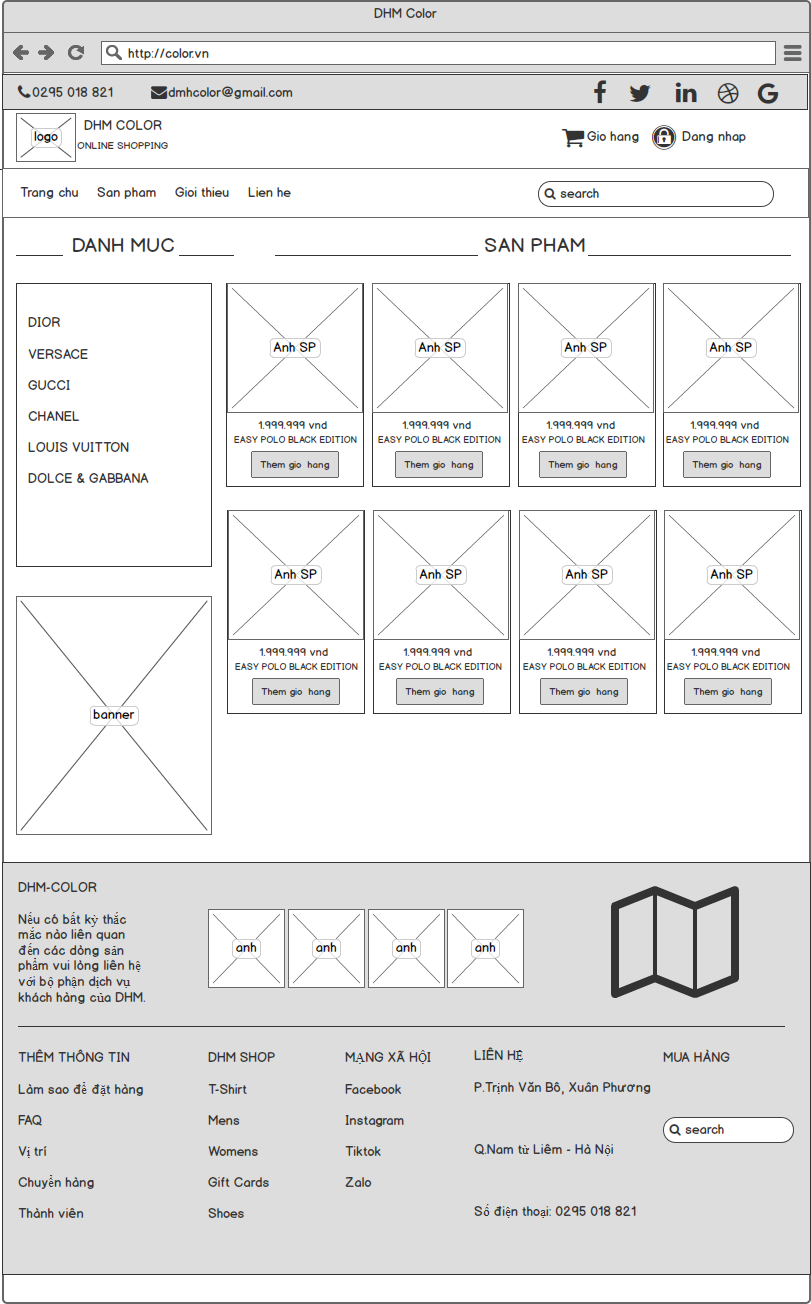 DHM Color
http://color.vn
0295 018 821
dmhcolor@gmail.com
logo
DHM COLOR
ONLINE SHOPPING
Gio hang
Dang nhap
Trang chu
San pham
Gioi thieu
Lien he
search
DANH MUC
SAN PHAM
DIOR
VERSACE
GUCCI
CHANEL
LOUIS VUITTON
DOLCE & GABBANA
banner
Anh SP
Anh SP
Anh SP
Anh SP
1.999.999 vnd
1.999.999 vnd
1.999.999 vnd
1.999.999 vnd
EASY POLO BLACK EDITION
EASY POLO BLACK EDITION
EASY POLO BLACK EDITION
EASY POLO BLACK EDITION
Them gio hang
Them gio hang
Them gio hang
Them gio hang
Anh SP
Anh SP
Anh SP
Anh SP
1.999.999 vnd
1.999.999 vnd
1.999.999 vnd
1.999.999 vnd
EASY POLO BLACK EDITION
EASY POLO BLACK EDITION
EASY POLO BLACK EDITION
EASY POLO BLACK EDITION
Them gio hang
Them gio hang
Them gio hang
Them gio hang
DHM-COLOR
Nếu có bất kỳ thắc
mắc nào liên quan
đến các dòng sản
phẩm vui lòng liên hệ
với bộ phận dịch vụ
khách hàng của DHM.
anh
anh
anh
anh
THÊM THÔNG TIN
Làm sao để đặt hàng
FAQ
Vị trí
Chuyển hàng
Thành viên
DHM SHOP
T-Shirt
Mens
Womens
Gift Cards
Shoes
MẠNG XÃ HỘI
Facebook
Instagram
Tiktok
Zalo
LIÊN HỆ
P.Trịnh Văn Bô, Xuân Phương
Q.Nam từ Liêm - Hà Nội
Số điện thoại: 0295 018 821
MUA HÀNG
search